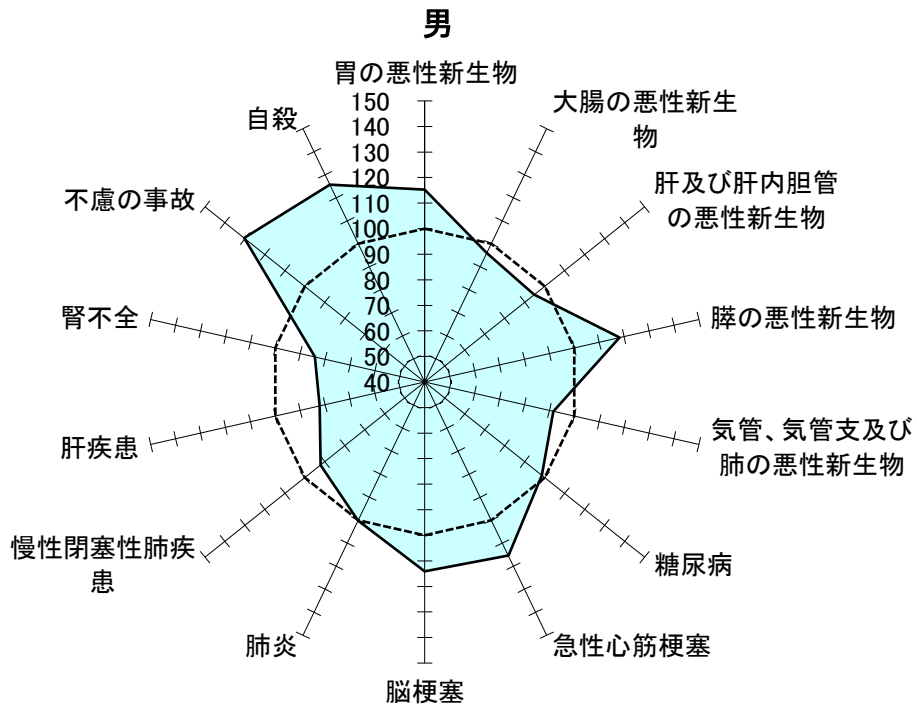 男
胃の悪性新生物
150
140
130
120
110
100
90
80
70
60
50
40
大腸の悪性新生
物
肝及び肝内胆管
の悪性新生物
膵の悪性新生物
気管、気管支及び
肺の悪性新生物
糖尿病
急性心筋梗塞
脳梗塞
肺炎
慢性閉塞性肺疾
患
肝疾患
腎不全
不慮の事故
自殺